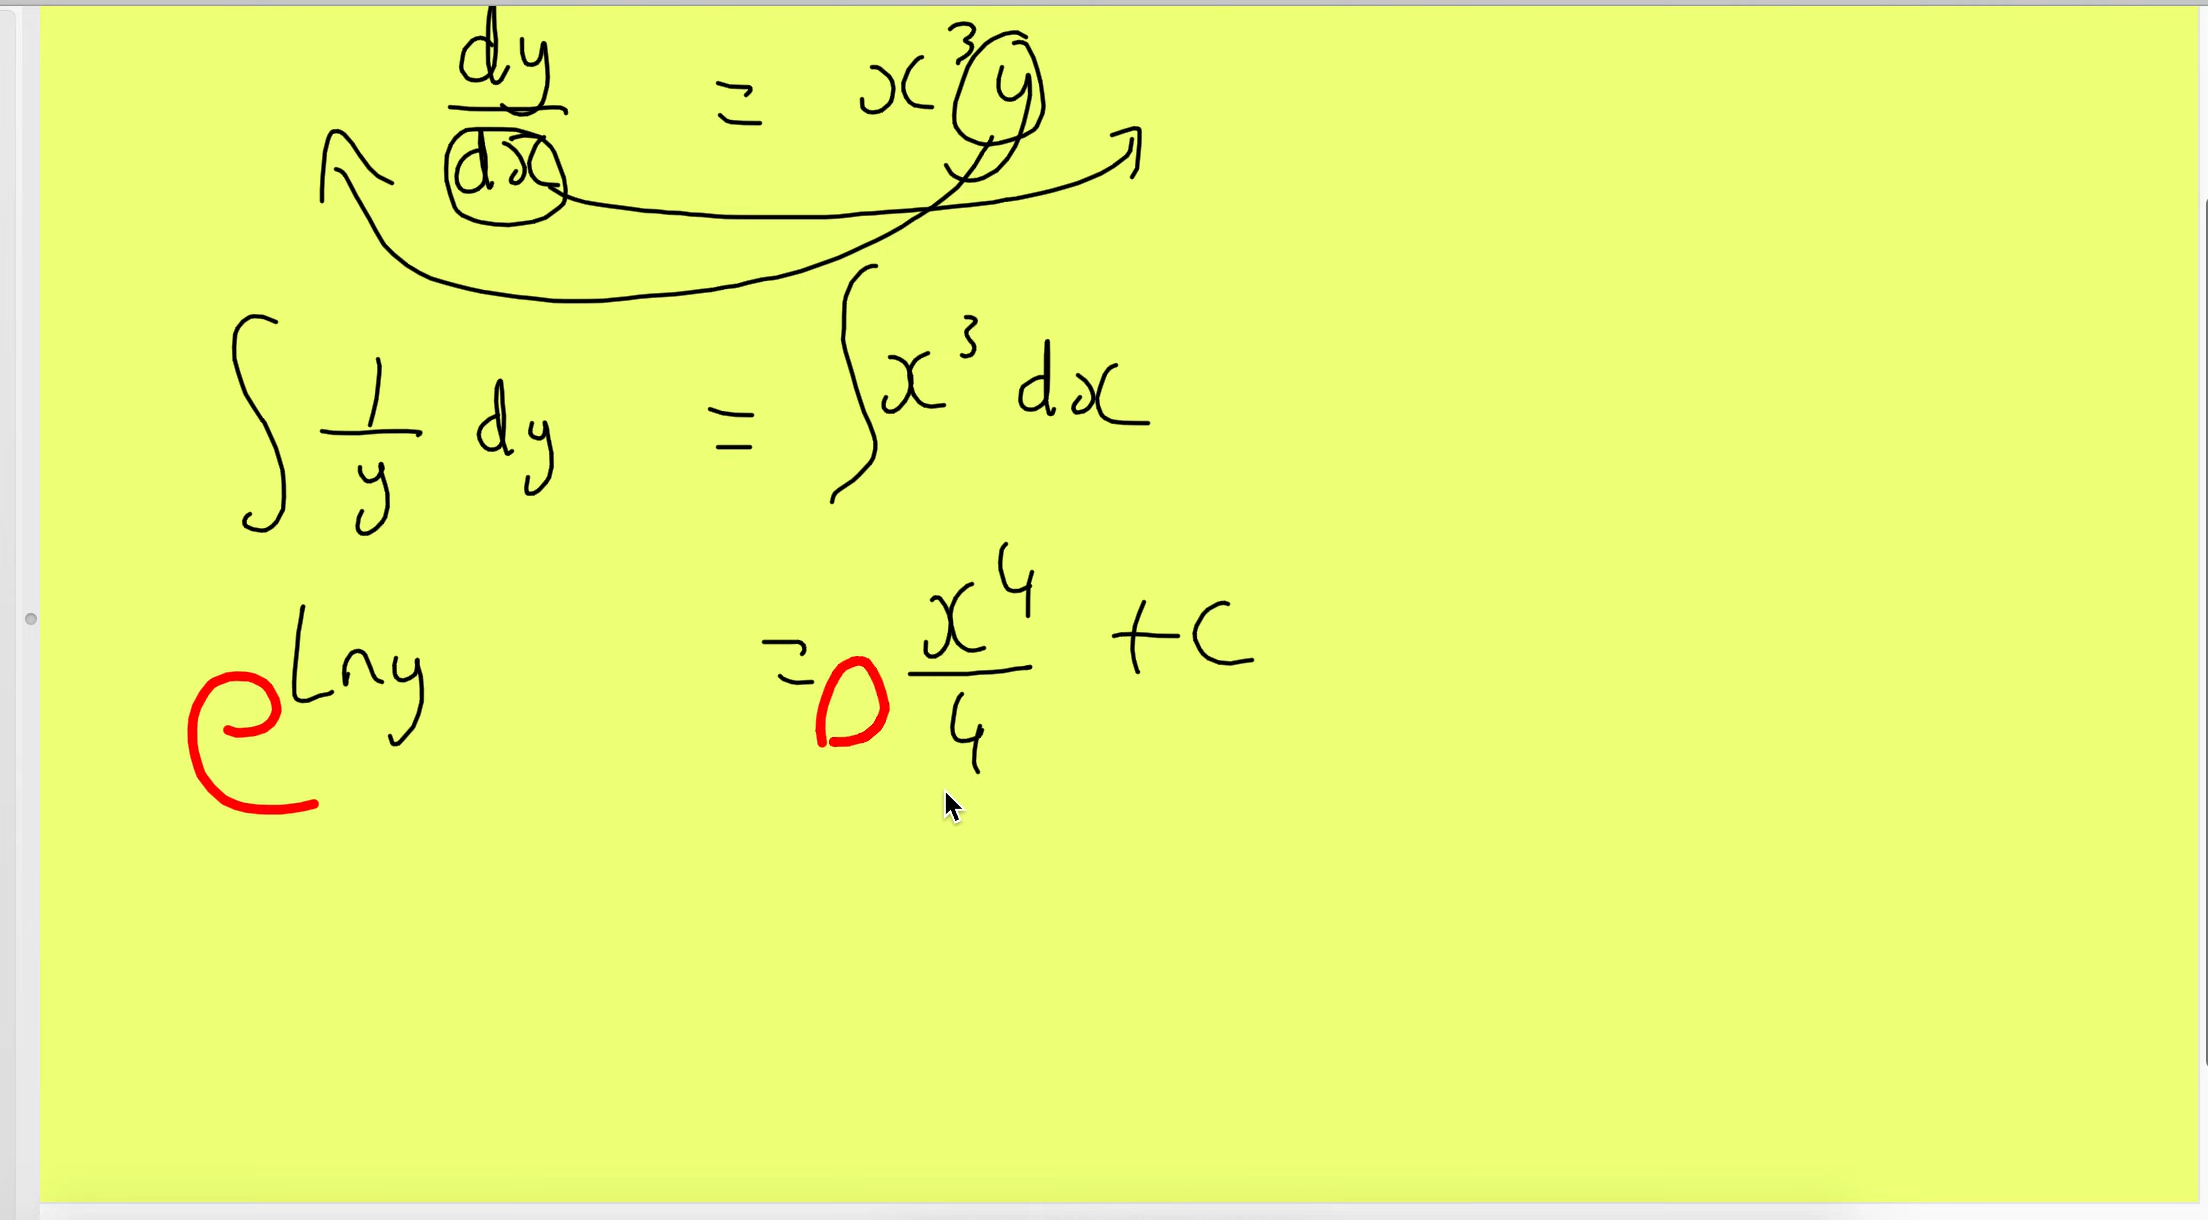 dy/dx = x³y
∫ 1/y dy = ∫ x³ dx
e^Lny = x⁴/4 + C